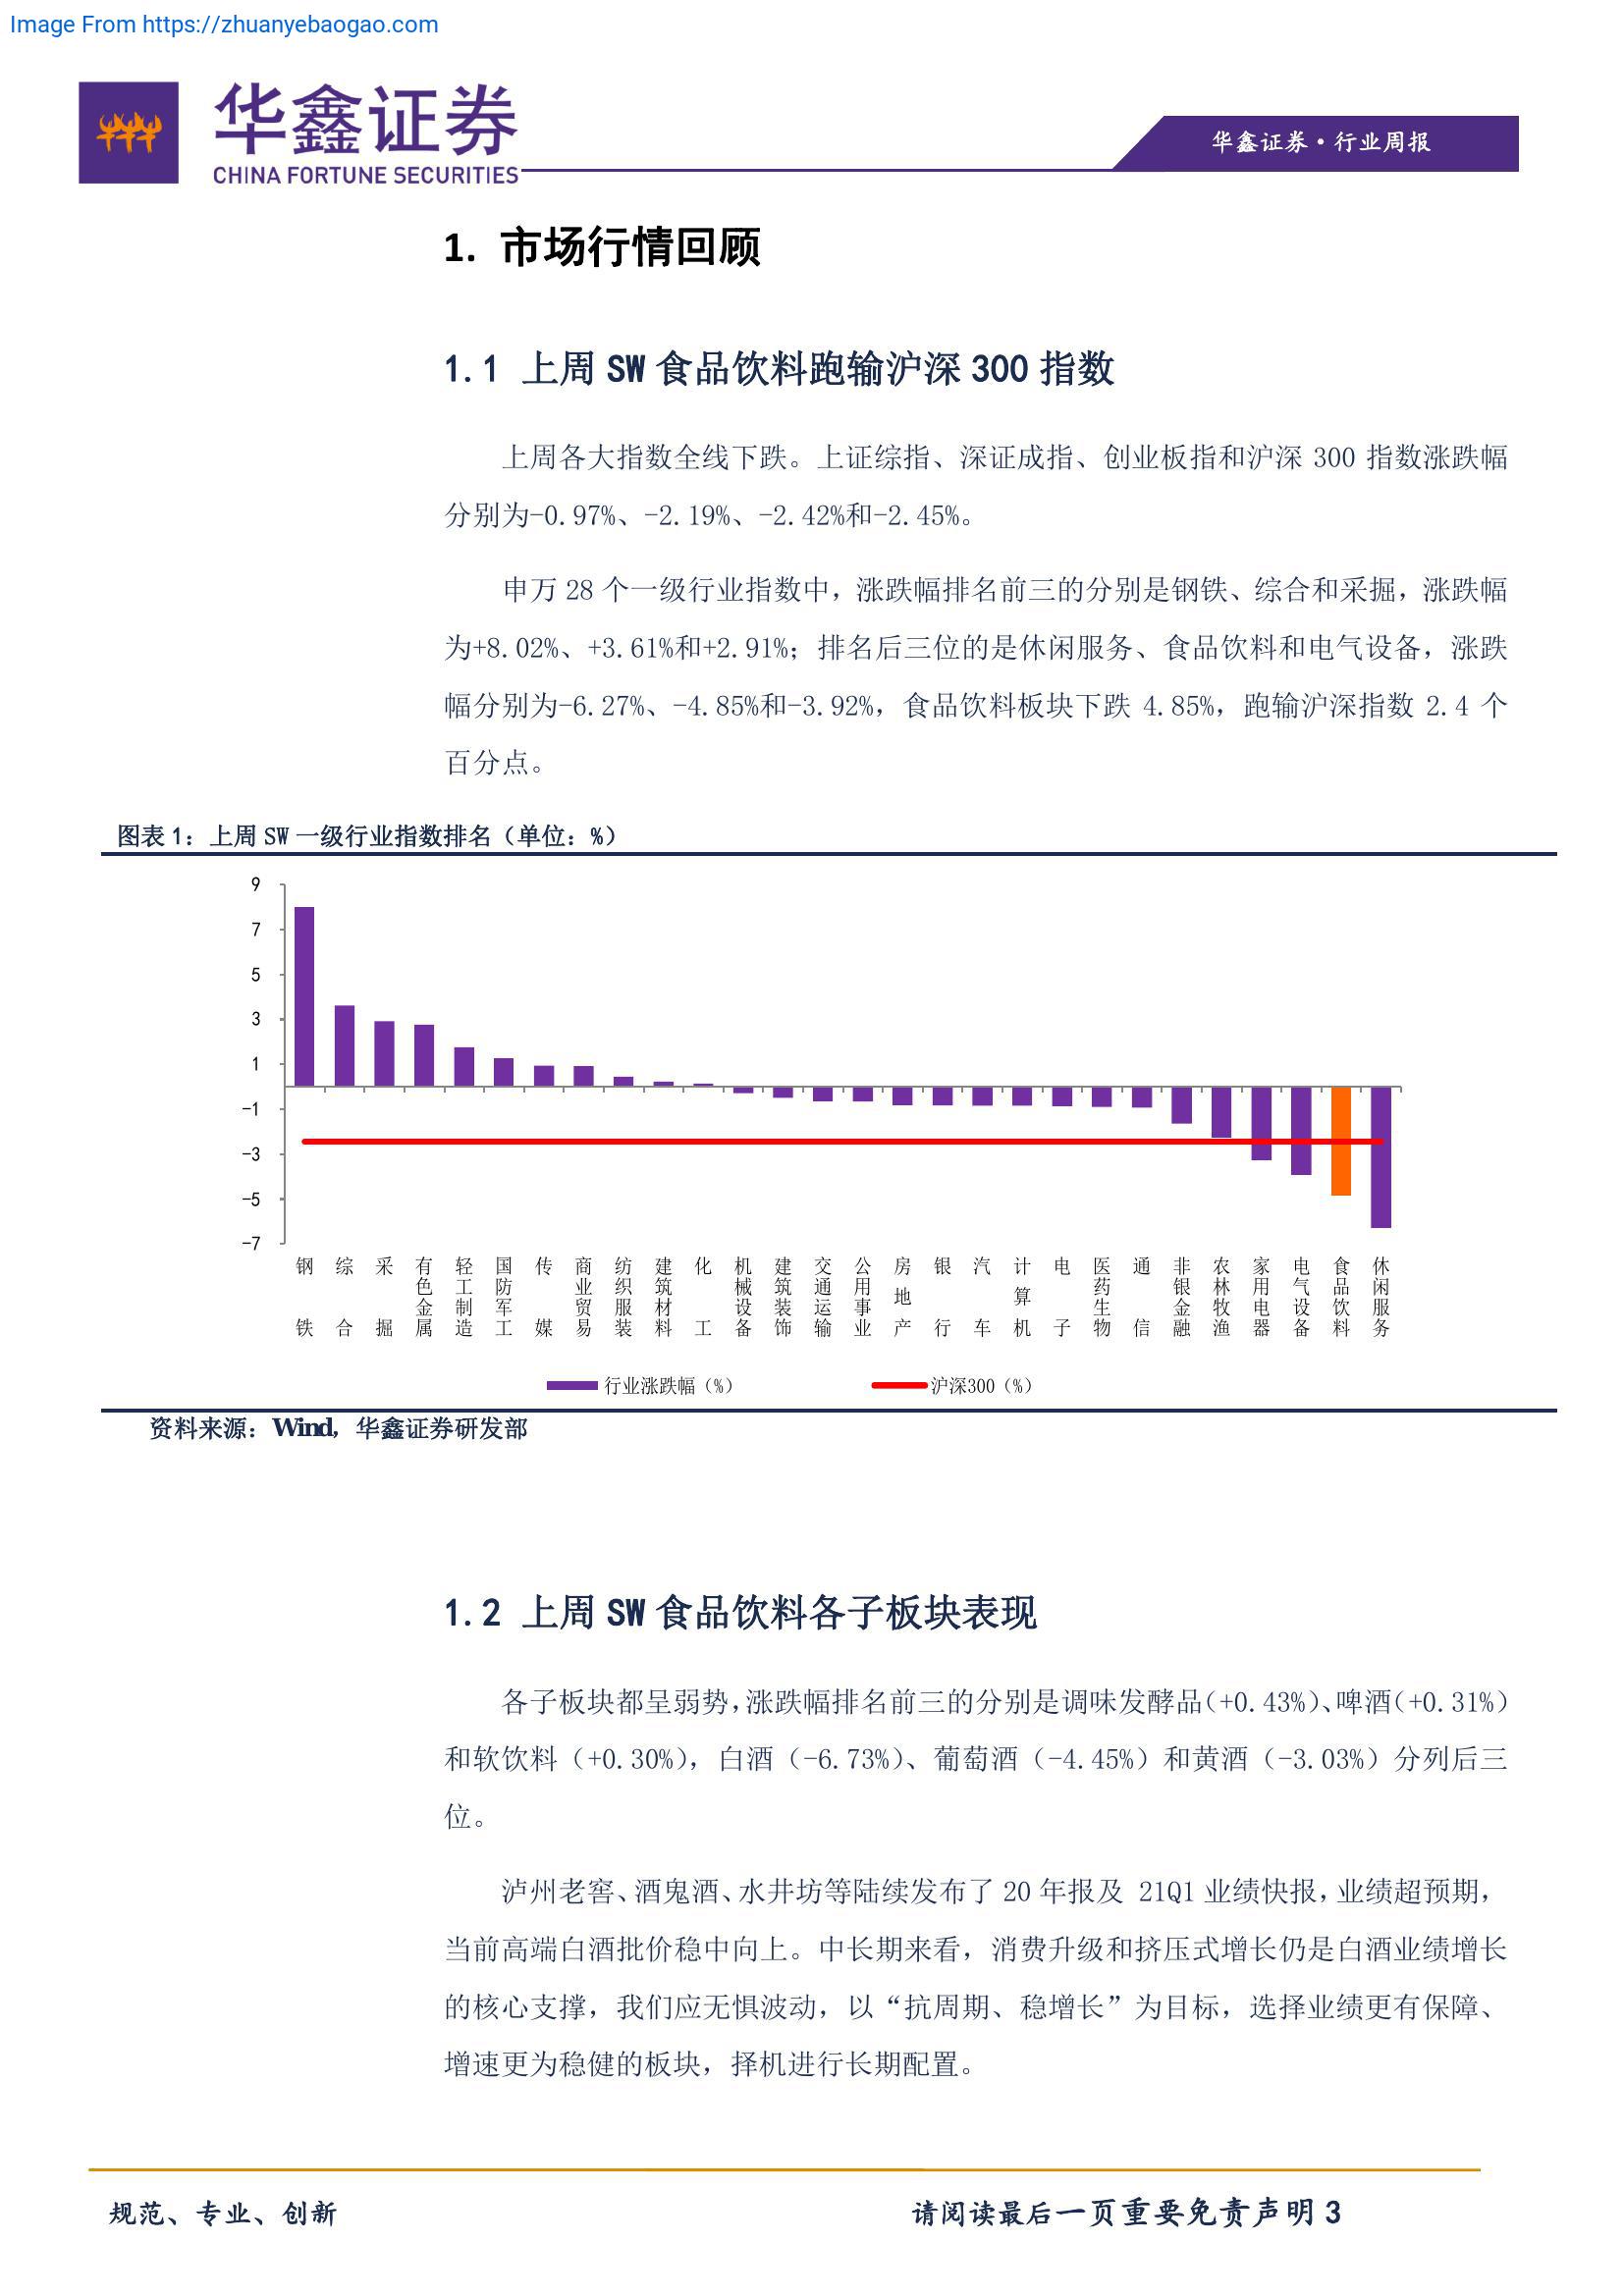 Image From https://zhuanyebaogao.com
华鑫证券
CHINA FORTUNE SECURITIES
华鑫证券·行业周报
1. 市场行情回顾
1.1 上周 SW 食品饮料跑输沪深 300 指数
上周各大指数全线下跌。上证综指、深证成指、创业板指和沪深 300 指数涨跌幅
分别为-0.97%、-2.19%、-2.42%和-2.45%。
申万 28 个一级行业指数中，涨跌幅排名前三的分别是钢铁、综合和采掘，涨跌幅
为+8.02%、+3.61%和+2.91%；排名后三位的是休闲服务、食品饮料和电气设备，涨跌
幅分别为-6.27%、-4.85%和-3.92%，食品饮料板块下跌 4.85%，跑输沪深指数 2.4 个
百分点。
图表 1：上周 SW 一级行业指数排名（单位：%）
9
7
5
3
1
-1
-3
-5
-7
钢铁
综合
采掘
有色金属
轻工制造
国防军工
传媒
商业贸易
纺织服装
建筑材料
化工
机械设备
建筑装饰
交通运输
公用事业
房地产
银行
汽车
计算机
电子
医药生物
通信
非银金融
农林牧渔
家用电器
电气设备
食品饮料
休闲服务
行业涨跌幅（%） 沪深300（%）
资料来源：Wind，华鑫证券研发部
1.2 上周 SW 食品饮料各子板块表现
各子板块都呈弱势，涨跌幅排名前三的分别是调味发酵品（+0.43%）、啤酒（+0.31%）
和软饮料（+0.30%），白酒（-6.73%）、葡萄酒（-4.45%）和黄酒（-3.03%）分列后三
位。
泸州老窖、酒鬼酒、水井坊等陆续发布了 20 年报及 21Q1 业绩快报，业绩超预期，
当前高端白酒批价稳中向上。中长期来看，消费升级和挤压式增长仍是白酒业绩增长
的核心支撑，我们应无惧波动，以“抗周期、稳增长”为目标，选择业绩更有保障、
增速更为稳健的板块，择机进行长期配置。
规范、专业、创新
请阅读最后一页重要免责声明 3